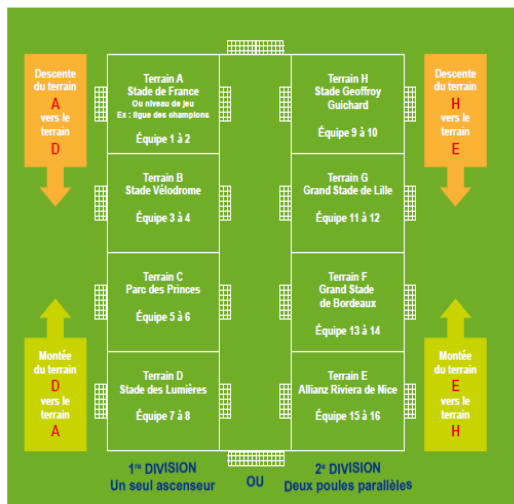 Descente
du terrain
A
vers le
terrain
D
Terrain A
Stade de France
Ou niveau de jeu
Ex : ligue des champions
Équipe 1 à 2
Terrain H
Stade Geoffroy
Guichard
Équipe 9 à 10
Descente
du terrain
H
vers le
terrain
E
Terrain B
Stade Vélodrome
Équipe 3 à 4
Terrain G
Grand Stade de Lille
Équipe 11 à 12
Terrain C
Parc des Princes
Équipe 5 à 6
Terrain F
Grand Stade
de Bordeaux
Équipe 13 à 14
Montée
du terrain
D
vers le
terrain
A
Terrain D
Stade des Lumières
Équipe 7 à 8
Terrain E
Allianz Riviera de Nice
Équipe 15 à 16
Montée
du terrain
E
vers le
terrain
H
1re DIVISION
Un seul ascenseur
OU
2e DIVISION
Deux poules parallèles